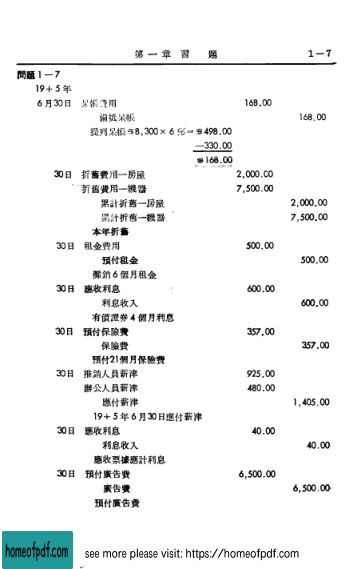 第一章習題 1—7
問題1—7
19+5年
6月30日 呆帳費用 168.00
備抵呆帳 168.00
提列呆帳$8,300×6%=$498.00
—330.00
$168.00
30日 折舊費用—房屋 2,000.00
折舊費用—機器 7,500.00
累計折舊—房屋 2,000.00
累計折舊—機器 7,500.00
本年折舊
30日 租金費用 500.00
預付租金 500.00
攤銷6個月租金
30日 應收利息 600.00
利息收入 600.00
有價證券4個月利息
30日 預付保險費 357.00
保險費 357.00
預付21個月保險費
30日 推銷人員薪津 925.00
辦公人員薪津 480.00
應付薪津 1,405.00
19+5年6月30日應付薪津
30日 應收利息 40.00
利息收入 40.00
應收票據應計利息
30日 預付廣告費 6,500.00
廣告費 6,500.00
預付廣告費
homeofpdf.com see more please visit: https://homeofpdf.com